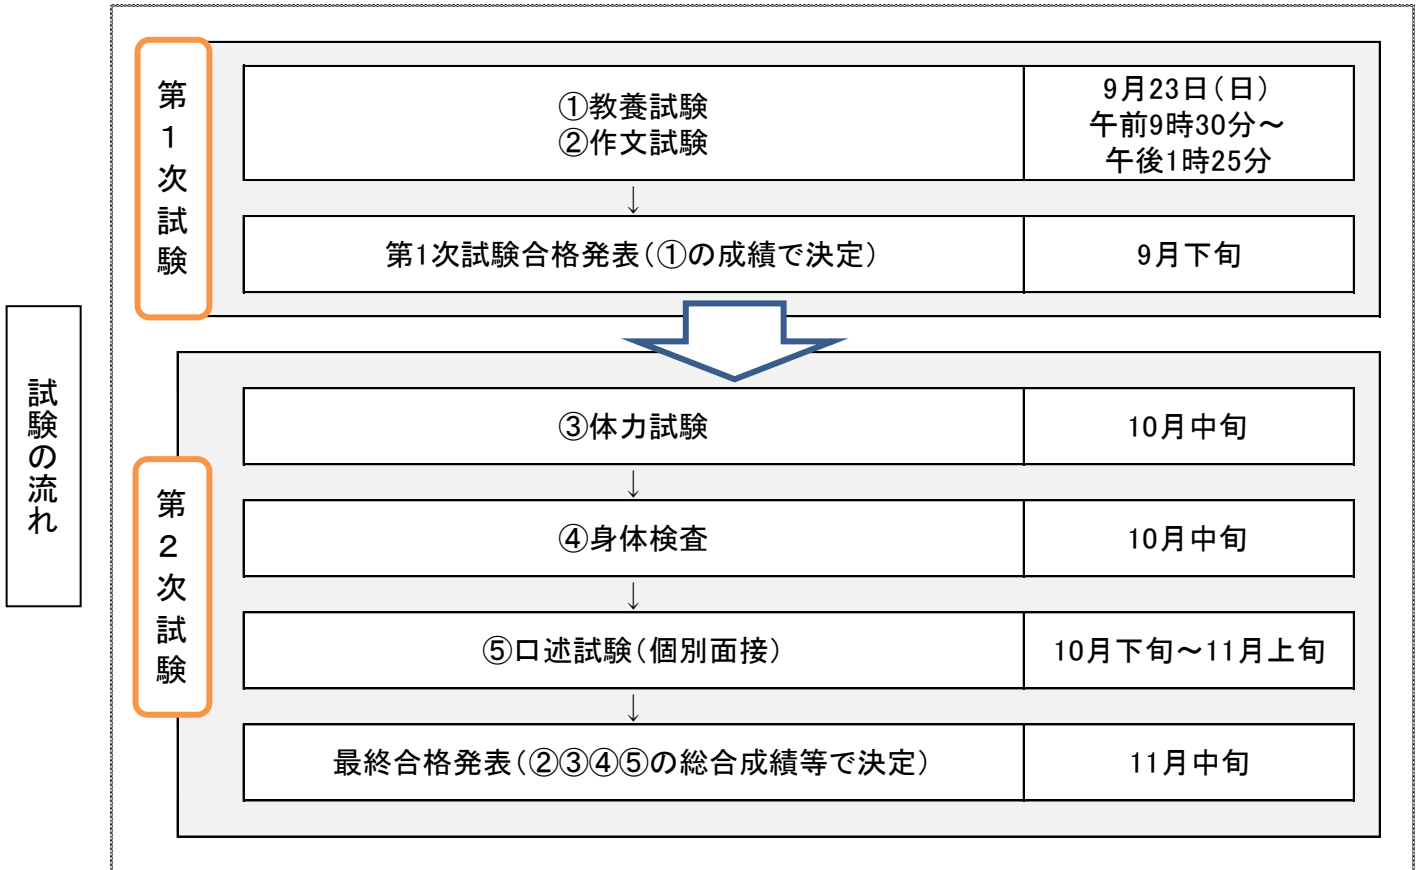 試験の流れ
第1次試験
①教養試験
②作文試験
9月23日(日)
午前9時30分～
午後1時25分
↓
第1次試験合格発表(①の成績で決定)
9月下旬
第2次試験
③体力試験
10月中旬
↓
④身体検査
10月中旬
↓
⑤口述試験(個別面接)
10月下旬～11月上旬
↓
最終合格発表(②③④⑤の総合成績等で決定)
11月中旬